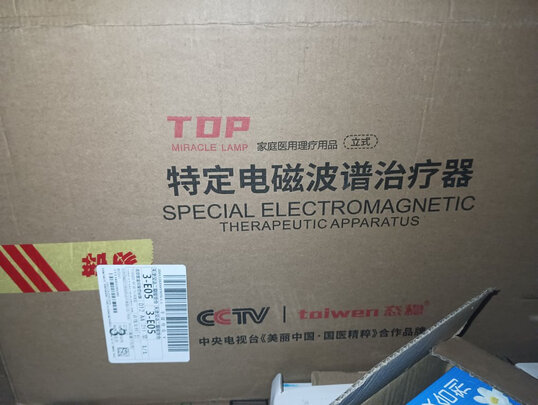 TDP
MIRACLE LAMP 家庭医用理疗用品 立式
特定电磁波谱治疗器
SPECIAL ELECTROMAGNETIC
THERAPEUTIC APPARATUS
3-E05 3-E05
CCTV taiwen 态稳
中央电视台《美丽中国·国医精粹》合作品牌